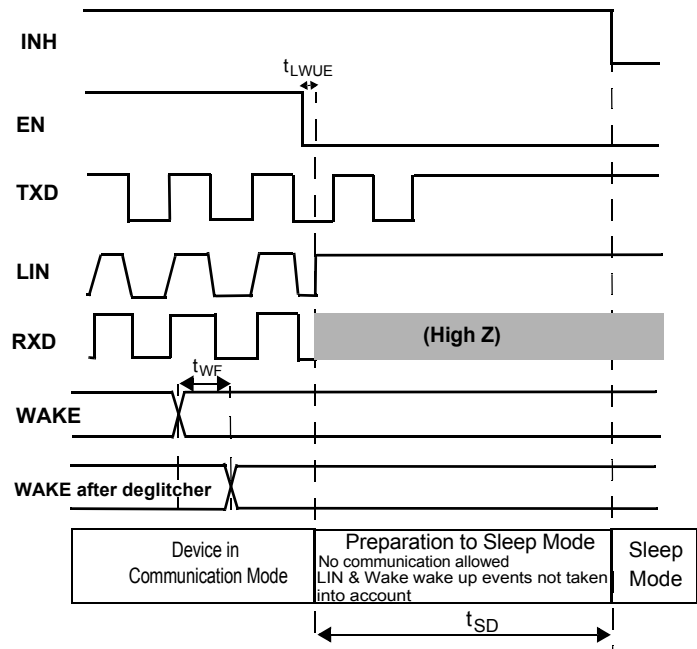 INH
tLWUE
EN
TXD
LIN
RXD
(High Z)
tWF
WAKE
WAKE after deglitcher
Device in
Communication Mode
Preparation to Sleep Mode
No communication allowed
LIN & Wake wake up events not taken
into account
Sleep
Mode
tSD